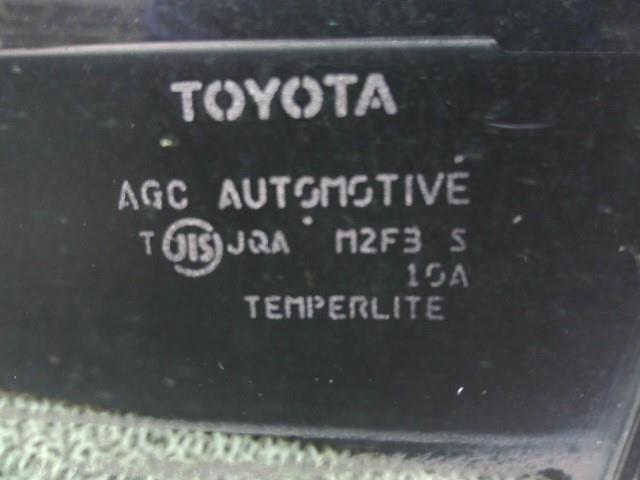 TOYOTA
AGC AUTOMOTIVE
T JIS JQA M2F3 S
10A
TEMPERLITE